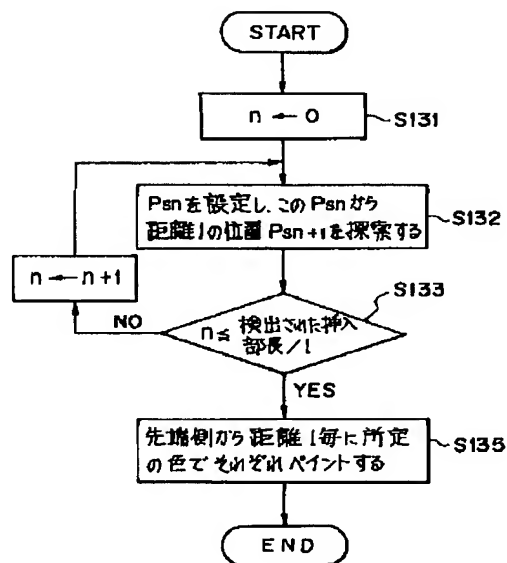 START
n ← 0
S131
Psnを設定し、このPsnから
距離lの位置Psn+1を探索する
S132
n ← n+1
S133
NO
n ≦ 検出された挿入
部長/l
YES
先端側から距離l毎に所定
の色でそれぞれペイントする
S135
END